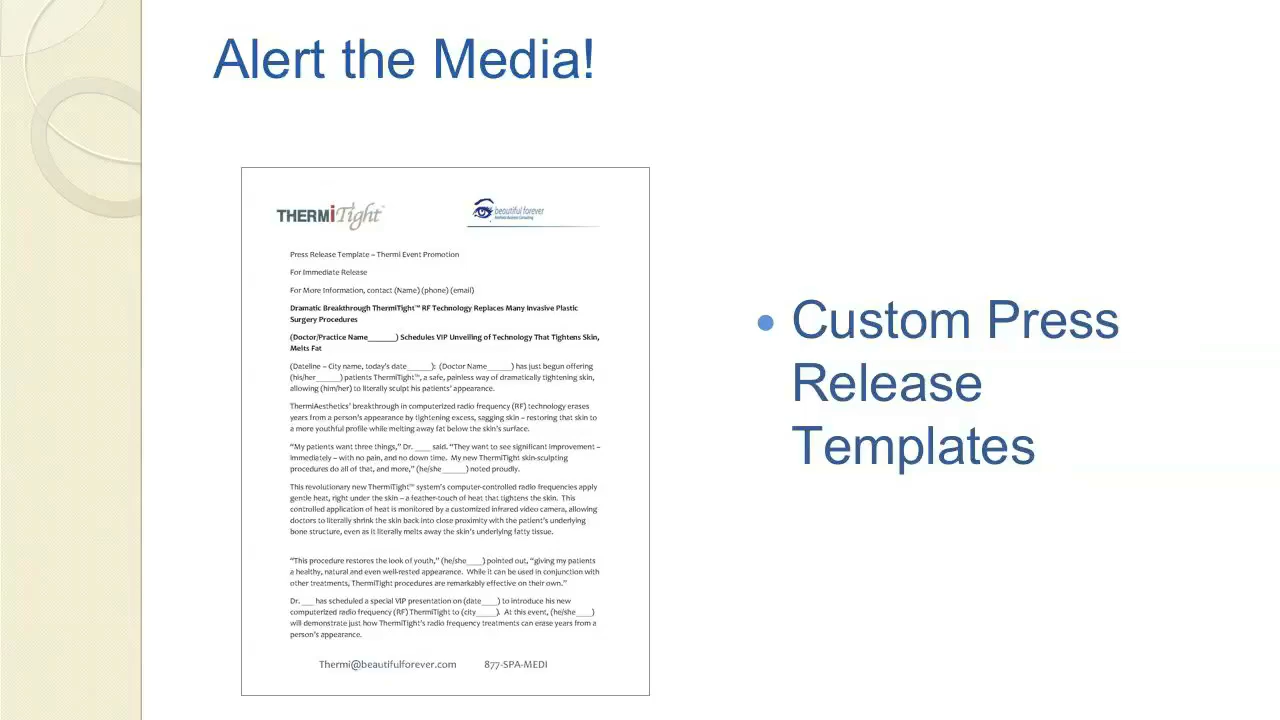 Alert the Media!
THERMiTight™
beautiful forever
Aesthetic Business Consulting
Press Release Template – Thermi Event Promotion
For Immediate Release
For More Information, contact (Name) (phone) (email)
Dramatic Breakthrough ThermiTight™ RF Technology Replaces Many Invasive Plastic
Surgery Procedures
(Doctor/Practice Name_______) Schedules VIP Unveiling of Technology That Tightens Skin,
Melts Fat
(Dateline – City name, today's date______): (Doctor Name______) has just begun offering
(his/her______) patients ThermiTight™, a safe, painless way of dramatically tightening skin,
allowing (him/her) to literally sculpt his patients' appearance.
ThermiAesthetics' breakthrough in computerized radio frequency (RF) technology erases
years from a person's appearance by tightening excess, sagging skin – restoring that skin to
a more youthful profile while melting away fat below the skin's surface.
"My patients want three things," Dr. ____ said. "They want to see significant improvement –
immediately – with no pain, and no down time. My new ThermiTight skin-sculpting
procedures do all of that, and more," (he/she______) noted proudly.
This revolutionary new ThermiTight™ system's computer-controlled radio frequencies apply
gentle heat, right under the skin – a feather-touch of heat that tightens the skin. This
controlled application of heat is monitored by a customized infrared video camera, allowing
doctors to literally shrink the skin back into close proximity with the patient's underlying
bone structure, even as it literally melts away the skin's underlying fatty tissue.
"This procedure restores the look of youth," (he/she____) pointed out, "giving my patients
a healthy, natural and even well-rested appearance. While it can be used in conjunction with
other treatments, ThermiTight procedures are remarkably effective on their own."
Dr. ___ has scheduled a special VIP presentation on (date____) to introduce his new
computerized radio frequency (RF) ThermiTight to (city_____). At this event, (he/she____)
will demonstrate just how ThermiTight's radio frequency treatments can erase years from a
person's appearance.
Thermi@beautifulforever.com 877-SPA-MEDI
• Custom Press
Release
Templates